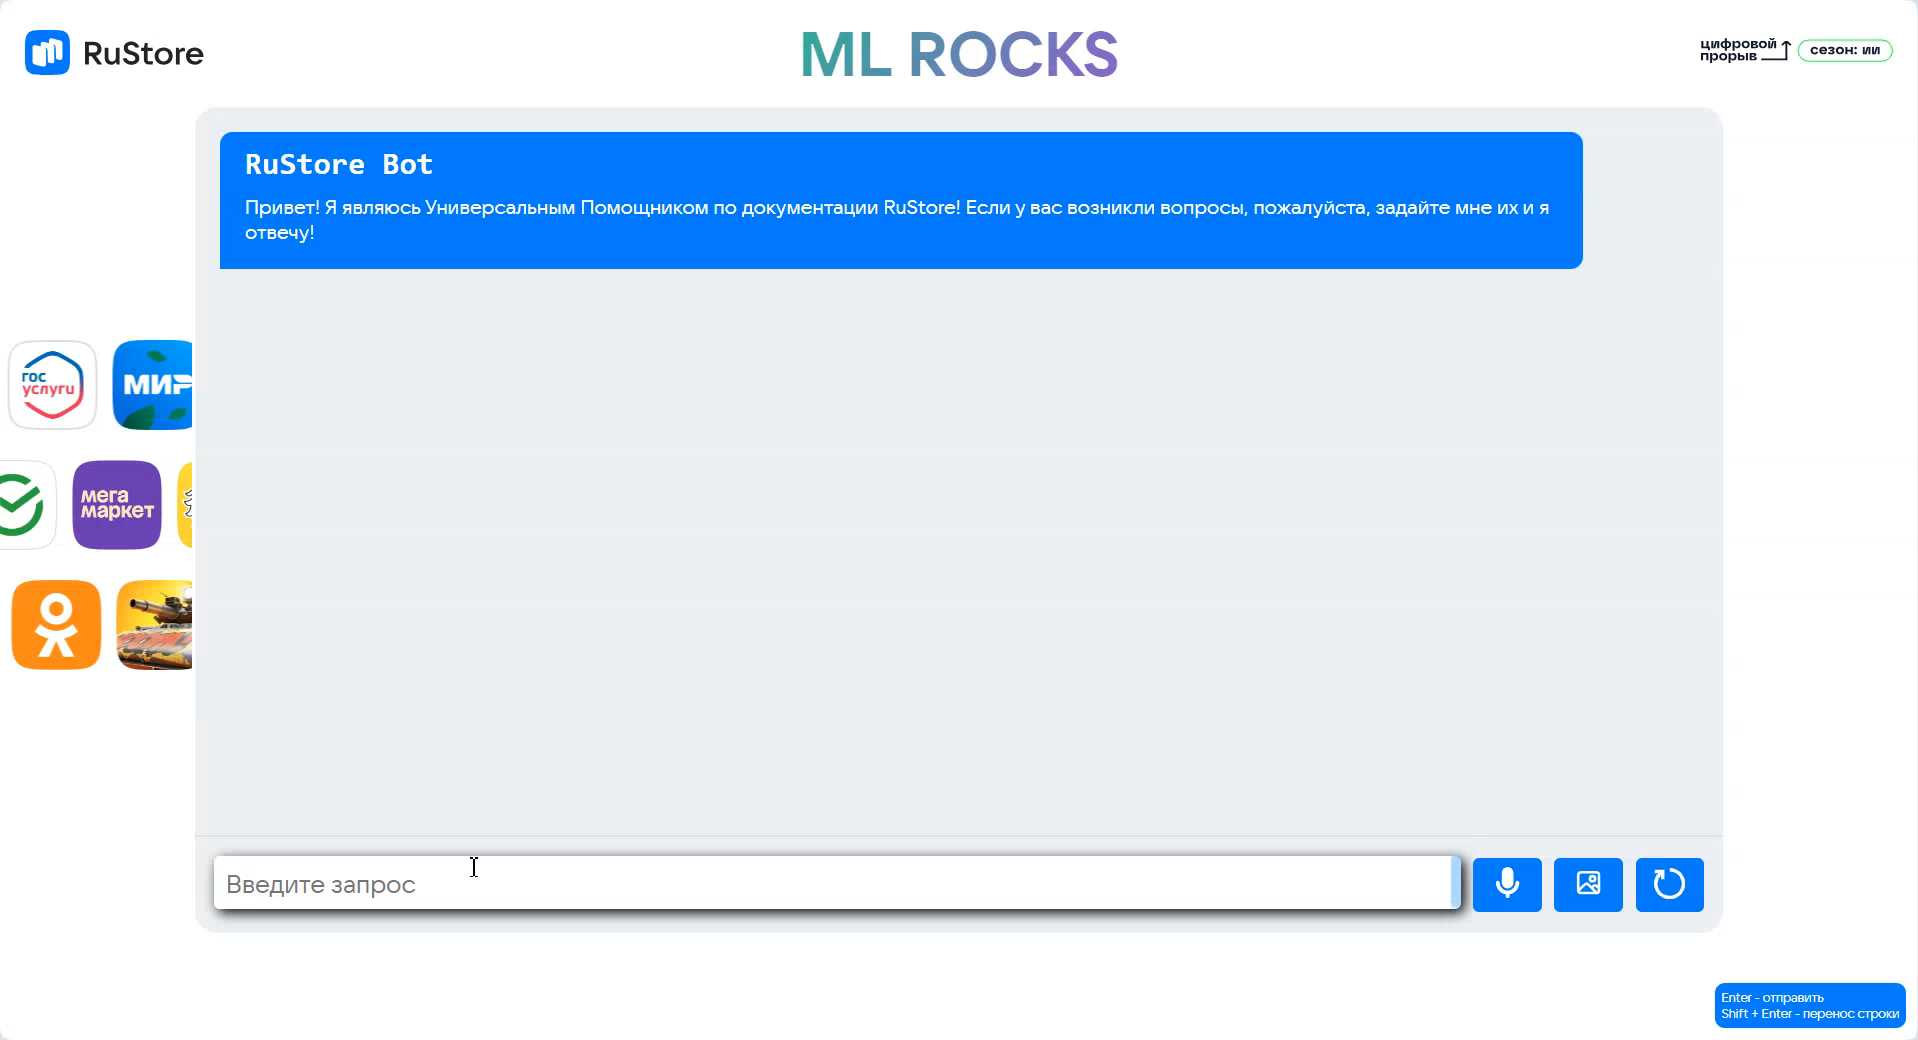 RuStore
ML ROCKS
цифровой
прорыв
сезон: ии
RuStore Bot
Привет! Я являюсь Универсальным Помощником по документации RuStore! Если у вас возникли вопросы, пожалуйста, задайте мне их и я
отвечу!
гос
услуги
МИР
мега
маркет
Введите запрос
Enter - отправить
Shift + Enter - перенос строки